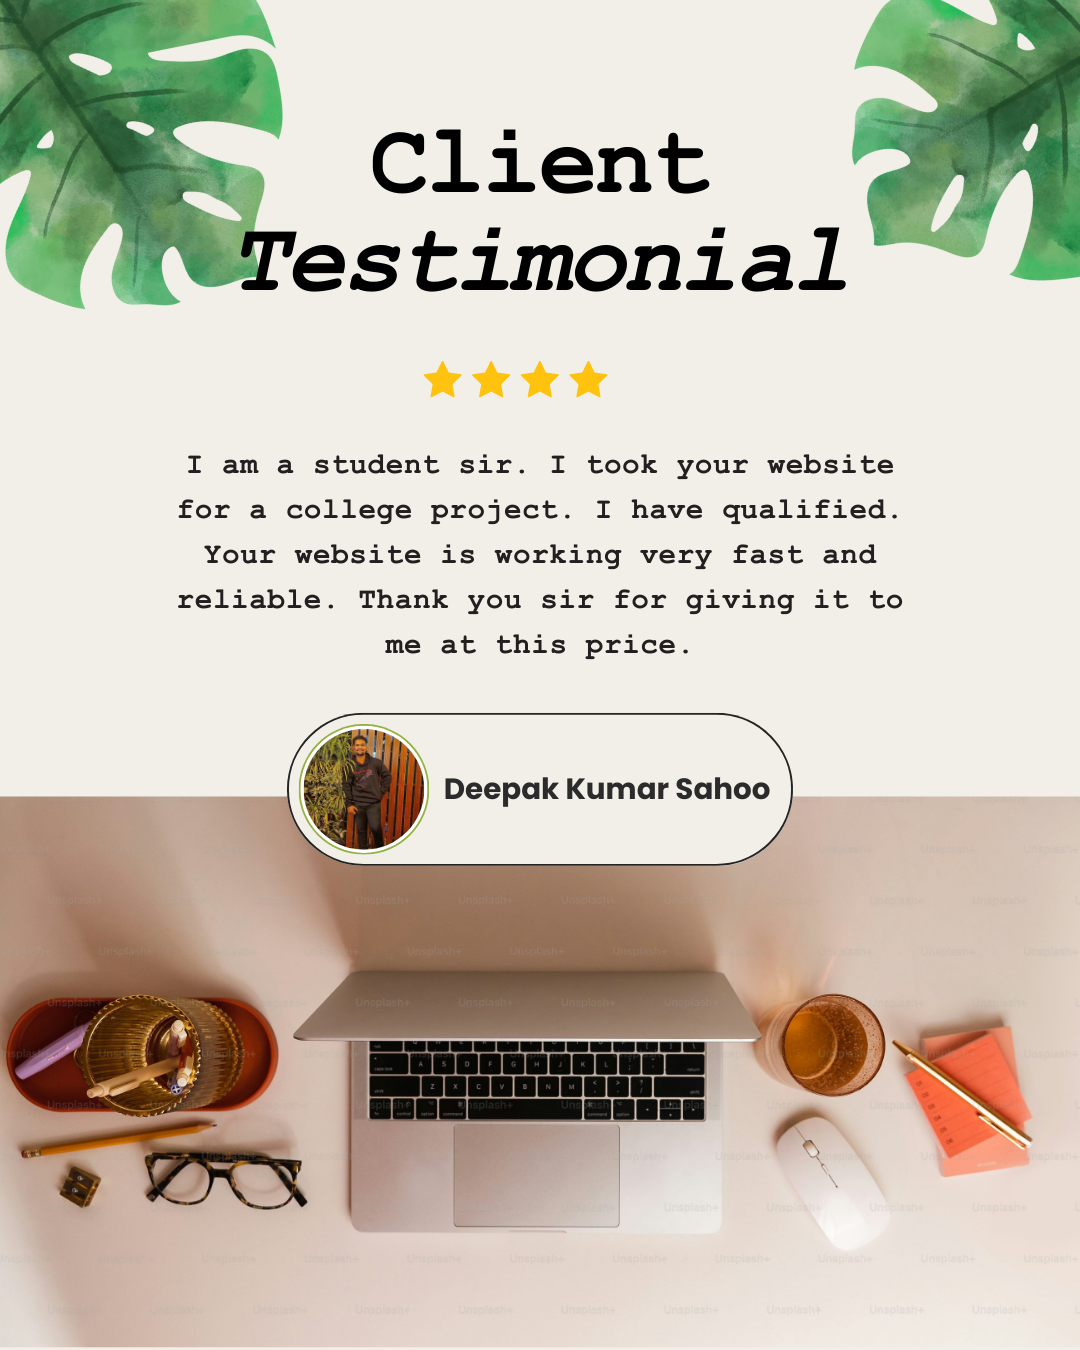 Client
Testimonial
I am a student sir. I took your website
for a college project. I have qualified.
Your website is working very fast and
reliable. Thank you sir for giving it to
me at this price.
Deepak Kumar Sahoo
Unsplash+